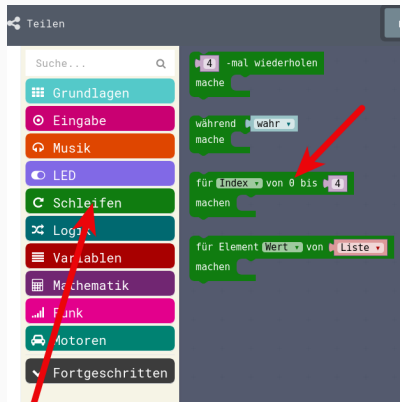 Teilen
Suche...
Grundlagen
Eingabe
Musik
LED
Schleifen
Logik
Variablen
Mathematik
Funk
Motoren
Fortgeschritten
4 -mal wiederholen
mache
während wahr
mache
für Index von 0 bis 4
machen
für Element Wert von Liste
machen